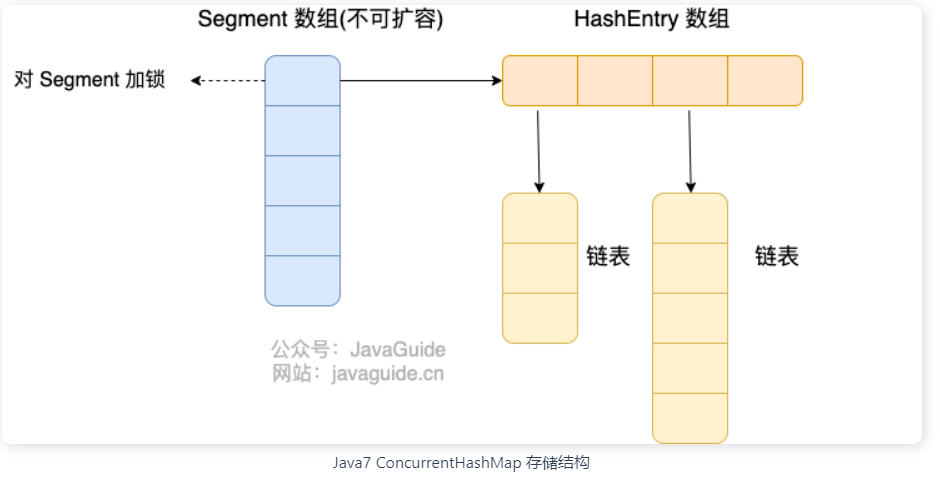 Segment 数组(不可扩容)
HashEntry 数组
对 Segment 加锁
链表
链表
公众号：JavaGuide
网站：javaguide.cn
Java7 ConcurrentHashMap 存储结构